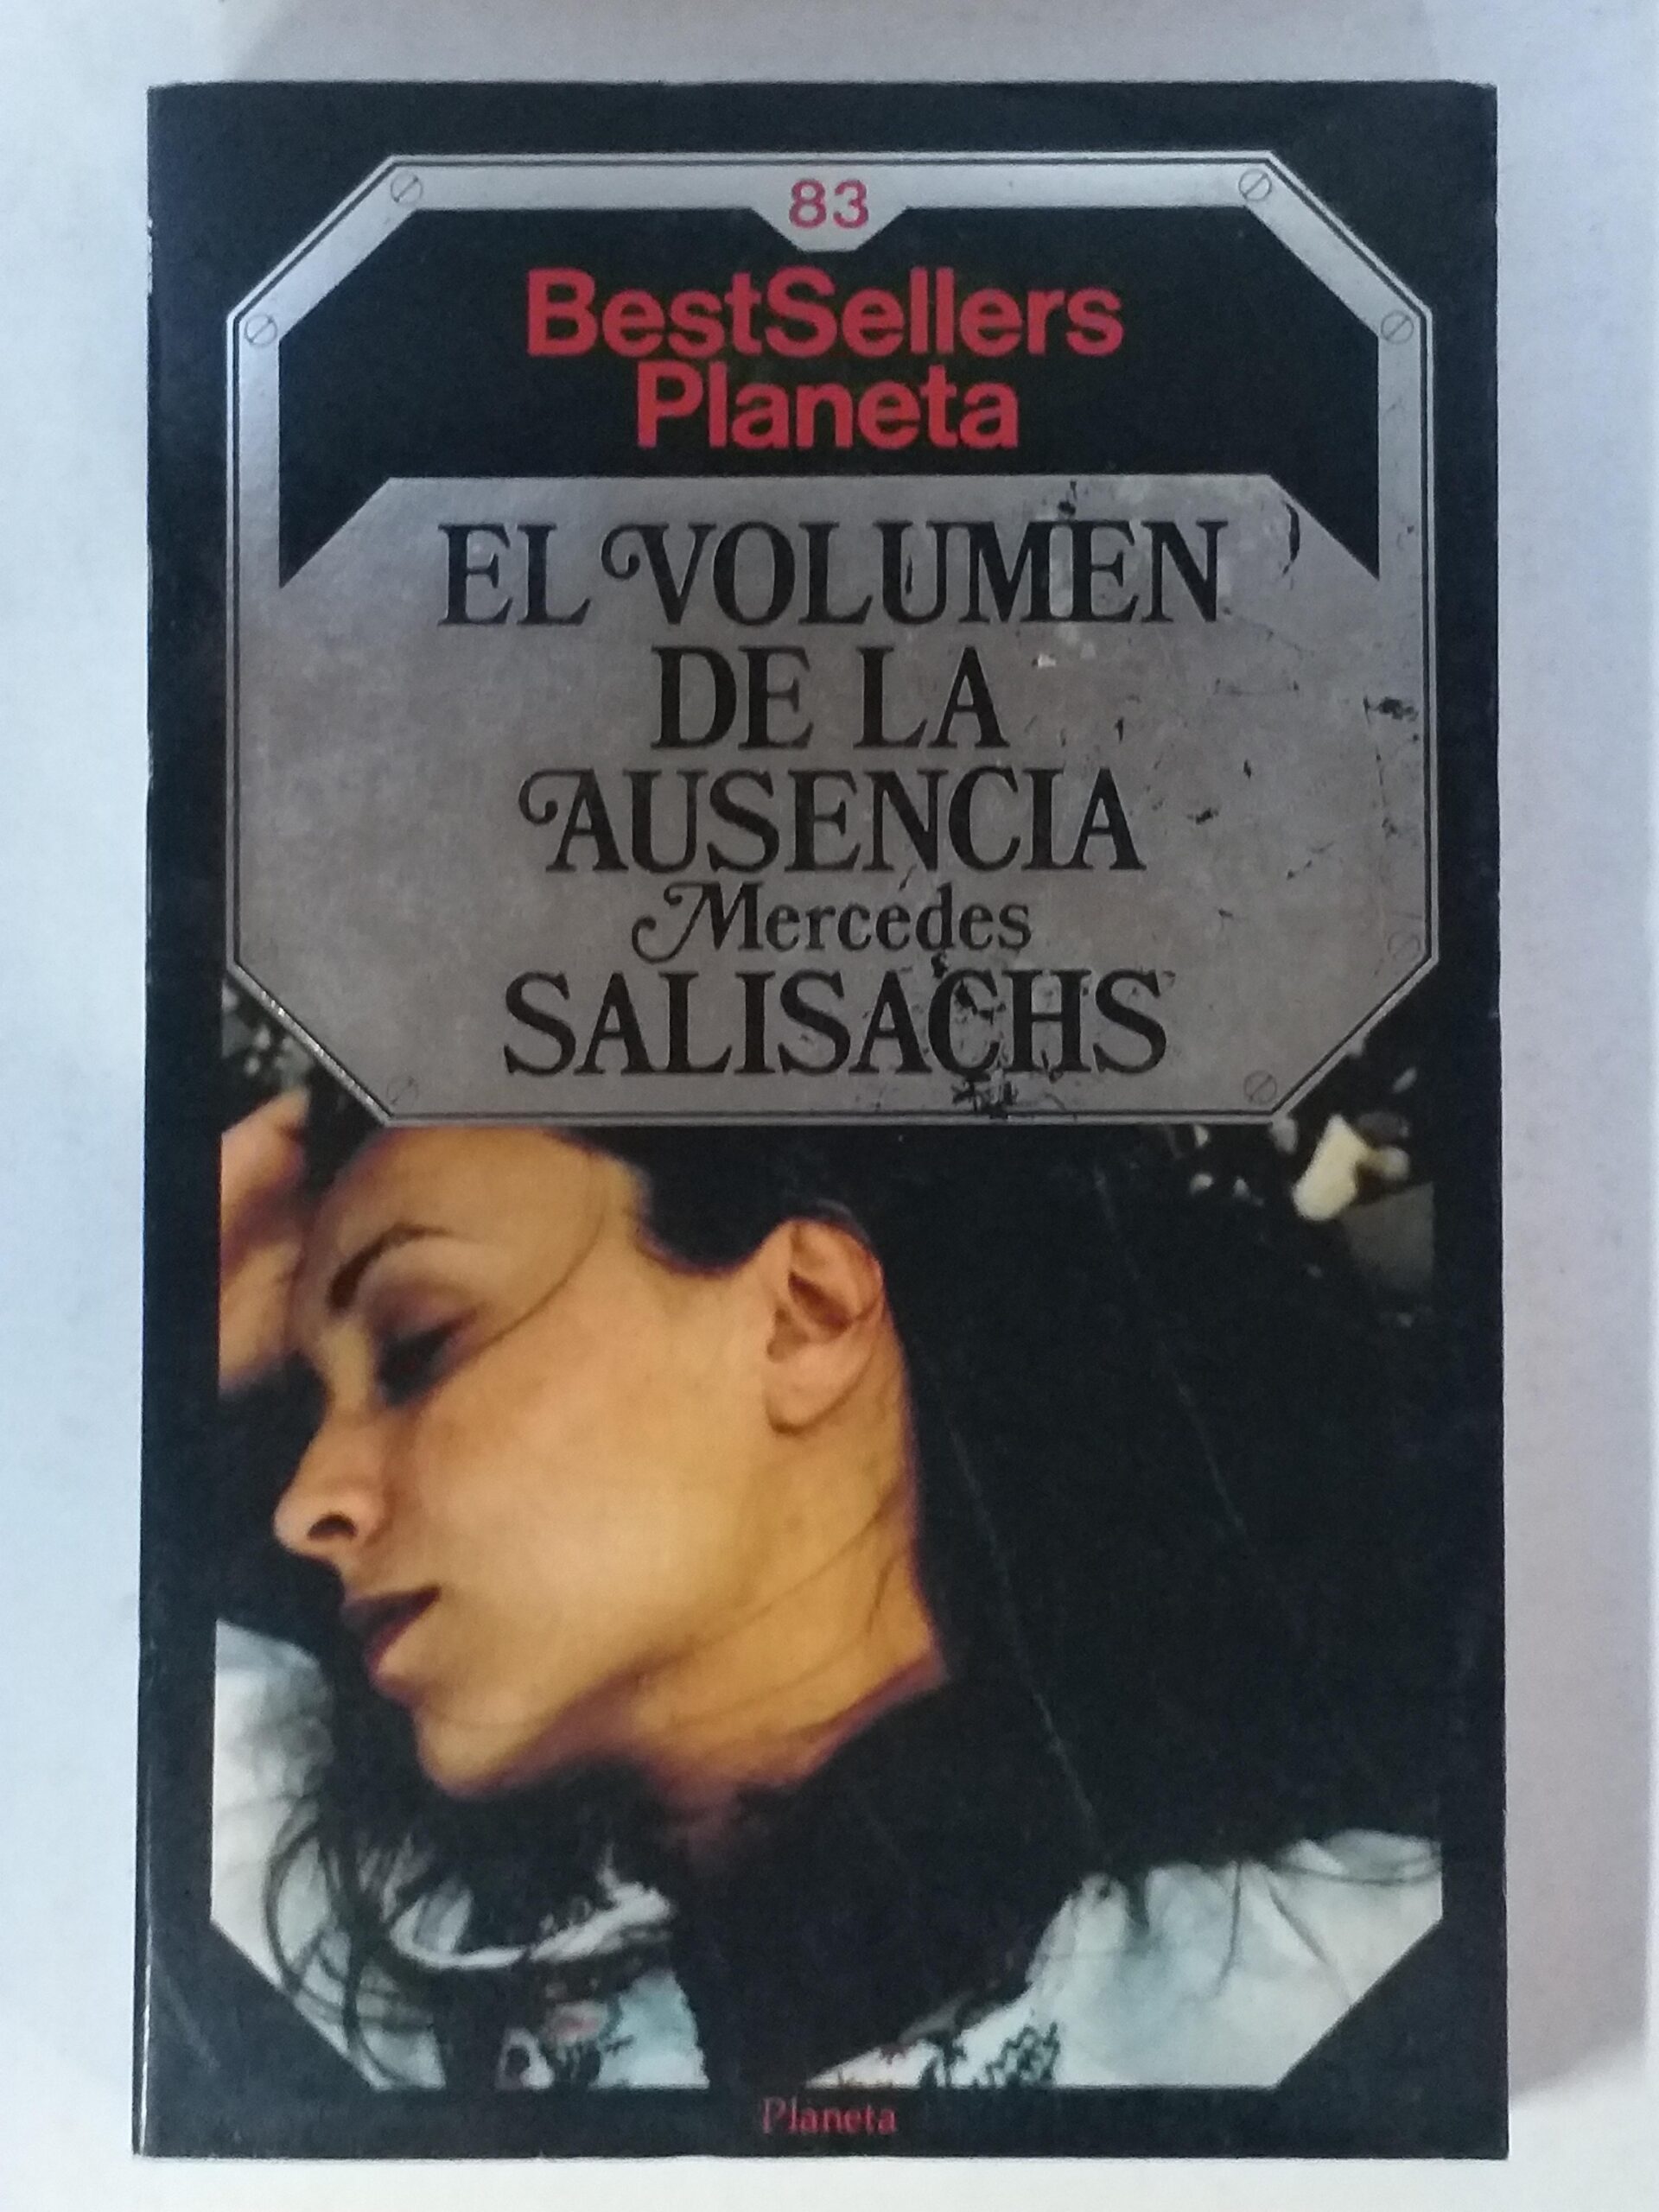 83
BestSellers
Planeta
EL VOLUMEN
DE LA
AUSENCIA
Mercedes
SALISACHS
Planeta